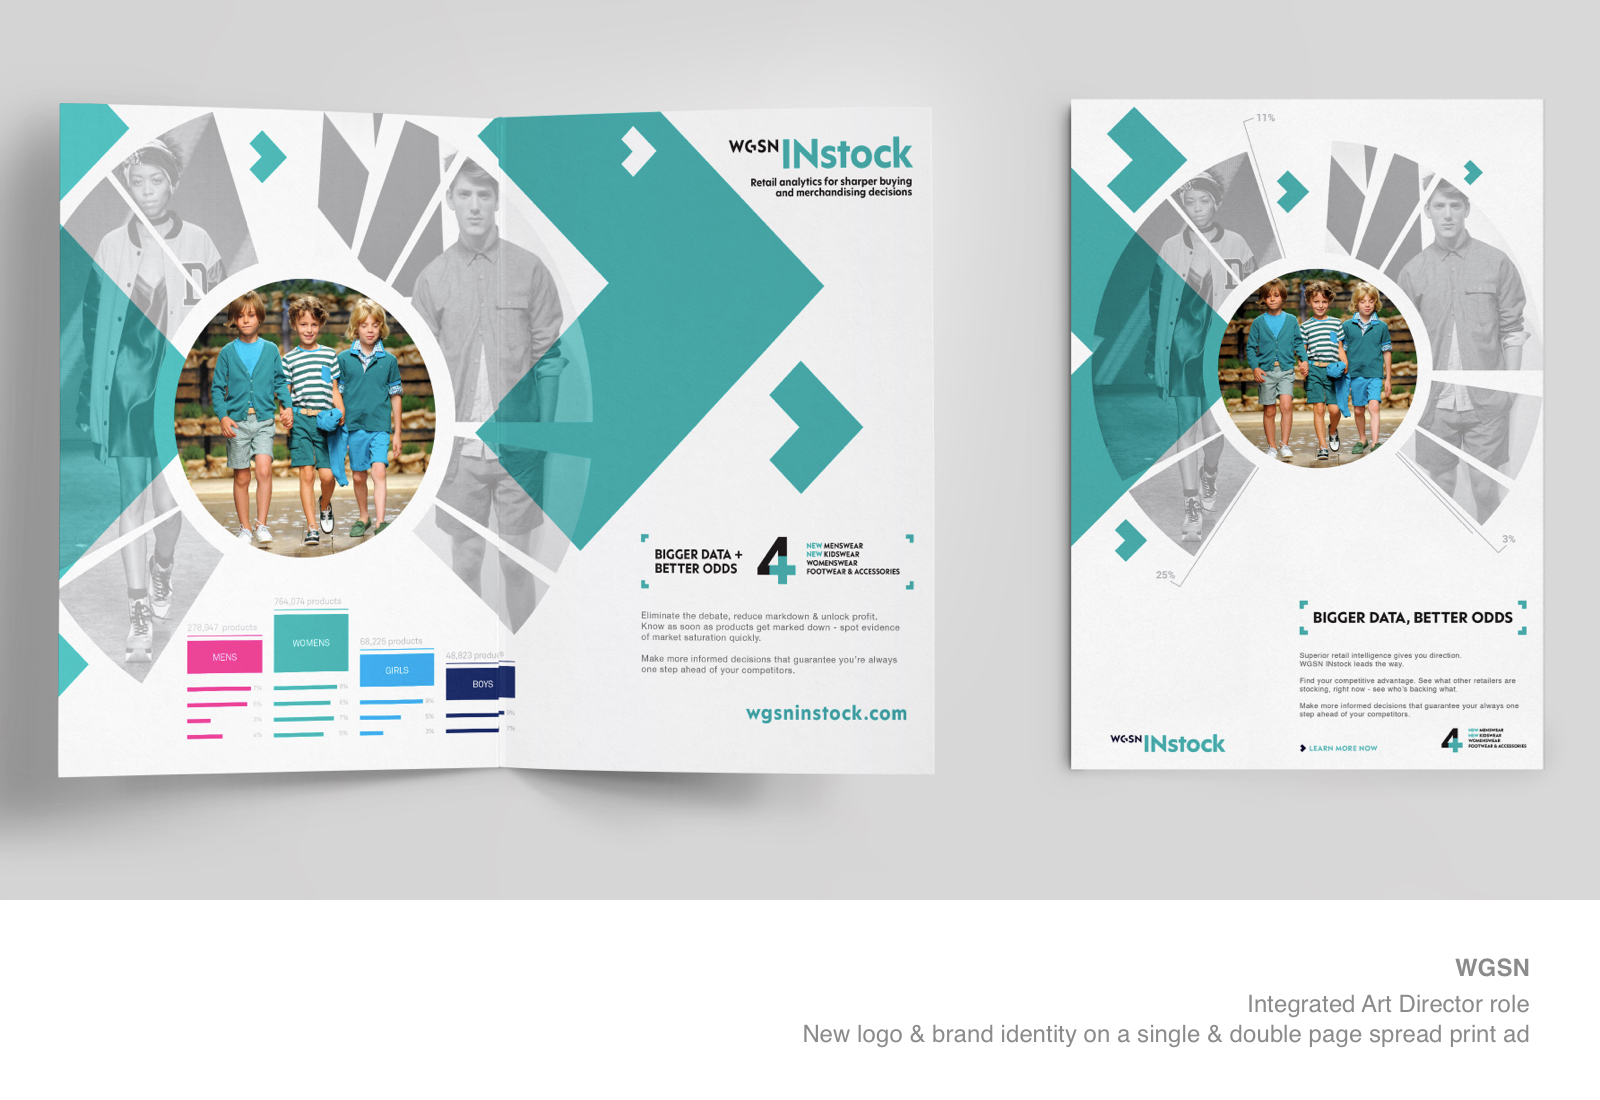 WGSN INstock
Retail analytics for sharper buying
and merchandising decisions
D
BIGGER DATA +
BETTER ODDS
4
NEW MENSWEAR
NEW KIDSWEAR
WOMENSWEAR
FOOTWEAR & ACCESSORIES
Eliminate the debate, reduce markdown & unlock profit.
Know as soon as products get marked down - spot evidence
of market saturation quickly.
Make more informed decisions that guarantee you're always
one step ahead of your competitors.
wgsninstock.com
764,074 products
WOMENS
278,947 products
MENS
68,225 products
GIRLS
48,823 produc
BOYS
11%
25%
3%
BIGGER DATA, BETTER ODDS
Superior retail intelligence gives you direction.
WGSN INstock leads the way.
Find your competitive advantage. See what other retailers are
stocking, right now - see who's backing what.
Make more informed decisions that guarantee your always one
step ahead of your competitors.
WGSN INstock
LEARN MORE NOW
4
NEW MENSWEAR
NEW KIDSWEAR
WOMENSWEAR
FOOTWEAR & ACCESSORIES
WGSN
Integrated Art Director role
New logo & brand identity on a single & double page spread print ad